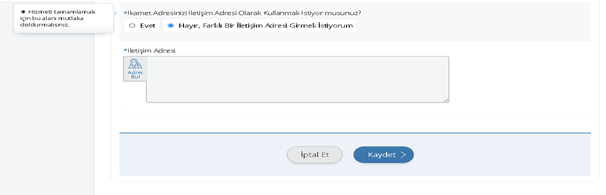 ✦ Hizmeti tamamlamak
için bu alanı mutlaka
doldurmalısınız.
*İkamet Adresinizi İletişim Adresi Olarak Kullanmak İstiyor musunuz?
Evet Hayır, Farklı Bir İletişim Adresi Girmek İstiyorum
*İletişim Adresi
Adres
Bul
İptal Et Kaydet